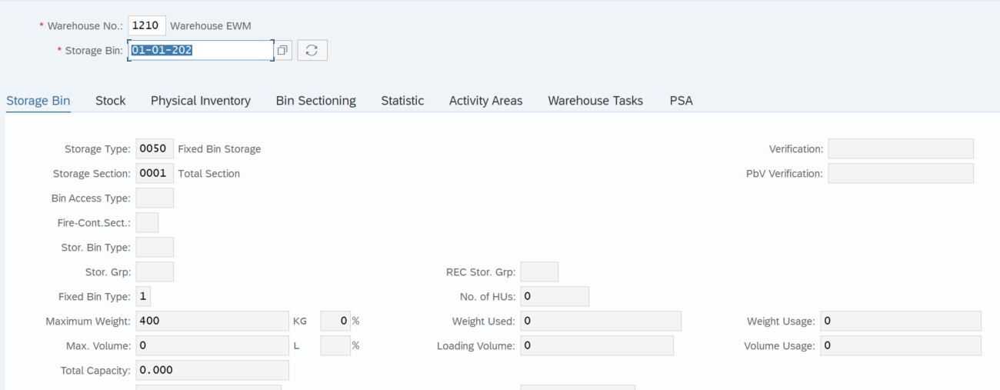 * Warehouse No.: 1210 Warehouse EWM
* Storage Bin: 01-01-202
Storage Bin Stock Physical Inventory Bin Sectioning Statistic Activity Areas Warehouse Tasks PSA
Storage Type: 0050 Fixed Bin Storage Verification:
Storage Section: 0001 Total Section PbV Verification:
Bin Access Type:
Fire-Cont.Sect.:
Stor. Bin Type:
Stor. Grp: REC Stor. Grp:
Fixed Bin Type: 1 No. of HUs: 0
Maximum Weight: 400 KG 0 % Weight Used: 0 Weight Usage: 0
Max. Volume: 0 L % Loading Volume: 0 Volume Usage: 0
Total Capacity: 0.000